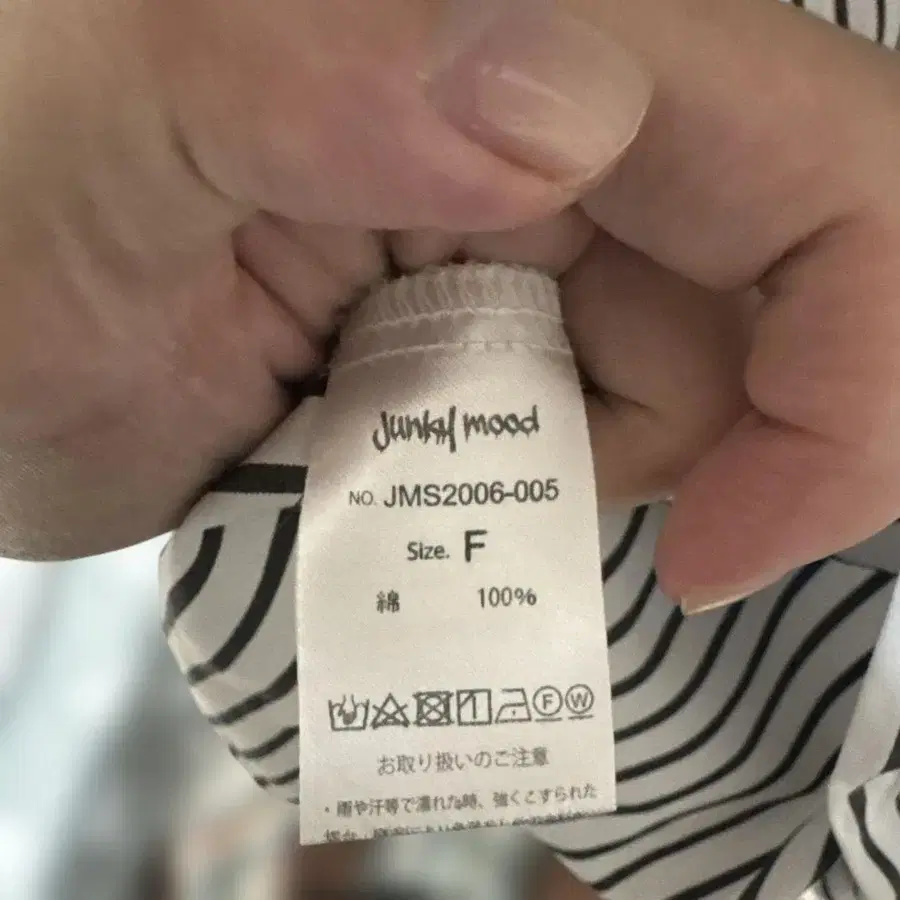 Junky mood
NO. JMS2006-005
Size. F
綿 100%
F W
お取り扱いのご注意
・雨や汗等で濡れた時、強くこすられた